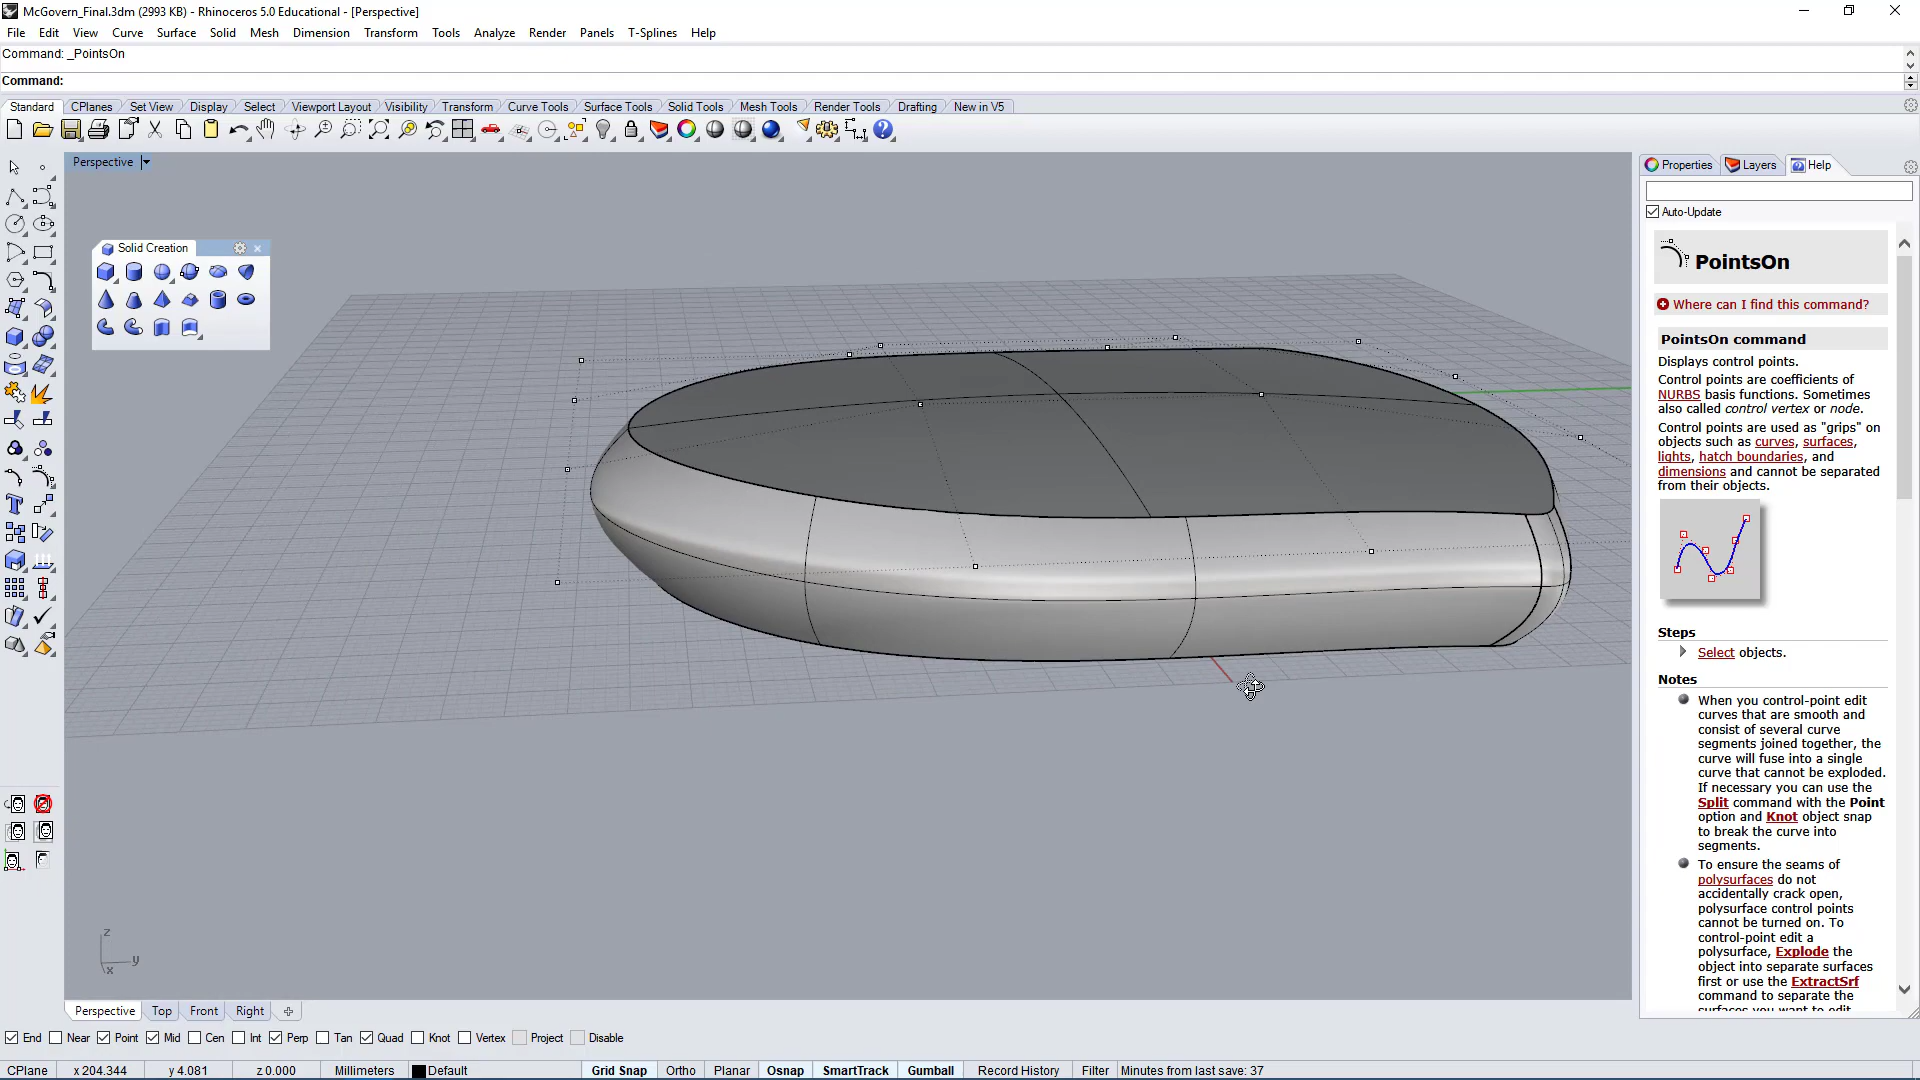 McGovern_Final.3dm (2993 KB) - Rhinoceros 5.0 Educational - [Perspective]
File Edit View Curve Surface Solid Mesh Dimension Transform Tools Analyze Render Panels T-Splines Help
Command: _PointsOn
Command:
Standard CPlanes Set View Display Select Viewport Layout Visibility Transform Curve Tools Surface Tools Solid Tools Mesh Tools Render Tools Drafting New in V5
Perspective
Solid Creation
z
y
x
Properties Layers Help
Auto-Update
PointsOn
Where can I find this command?
PointsOn command
Displays control points.
Control points are coefficients of
NURBS basis functions. Sometimes
also called control vertex or node.
Control points are used as "grips" on
objects such as curves, surfaces,
lights, hatch boundaries, and
dimensions and cannot be separated
from their objects.
Steps
Select objects.
Notes
When you control-point edit
curves that are smooth and
consist of several curve
segments joined together, the
curve will fuse into a single
curve that cannot be exploded.
If necessary you can use the
Split command with the Point
option and Knot object snap
to break the curve into
segments.
To ensure the seams of
polysurfaces do not
accidentally crack open,
polysurface control points
cannot be turned on. To
control-point edit a
polysurface, Explode the
object into separate surfaces
first or use the ExtractSrf
command to separate the
surfaces you want to edit
Perspective Top Front Right
End Near Point Mid Cen Int Perp Tan Quad Knot Vertex Project Disable
CPlane x 204.344 y 4.081 z 0.000 Millimeters Default Grid Snap Ortho Planar Osnap SmartTrack Gumball Record History Filter Minutes from last save: 37